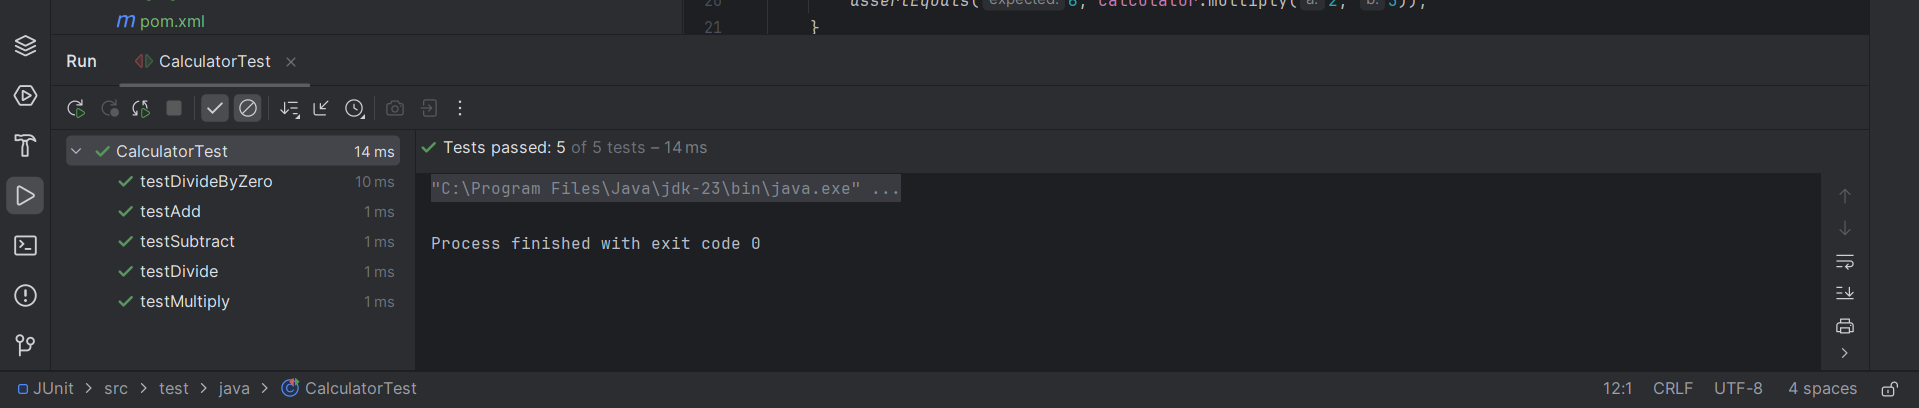 20 assertEquals( expected: 6, calculator.multiply( a: 2, b: 3));
pom.xml
21 }
Run CalculatorTest
CalculatorTest 14 ms
Tests passed: 5 of 5 tests – 14 ms
testDivideByZero 10 ms
"C:\Program Files\Java\jdk-23\bin\java.exe" ...
testAdd 1 ms
testSubtract 1 ms
Process finished with exit code 0
testDivide 1 ms
testMultiply 1 ms
JUnit > src > test > java > CalculatorTest 12:1 CRLF UTF-8 4 spaces